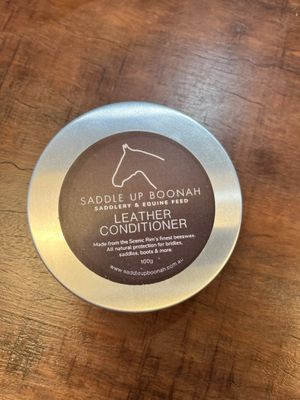 SADDLE UP BOONAH
SADDLERY & EQUINE FEED
LEATHER
CONDITIONER
Made from the Scenic Rim's finest beeswax.
All natural protection for bridles,
saddles, boots & more.
100g
www.saddleupboonah.com.au